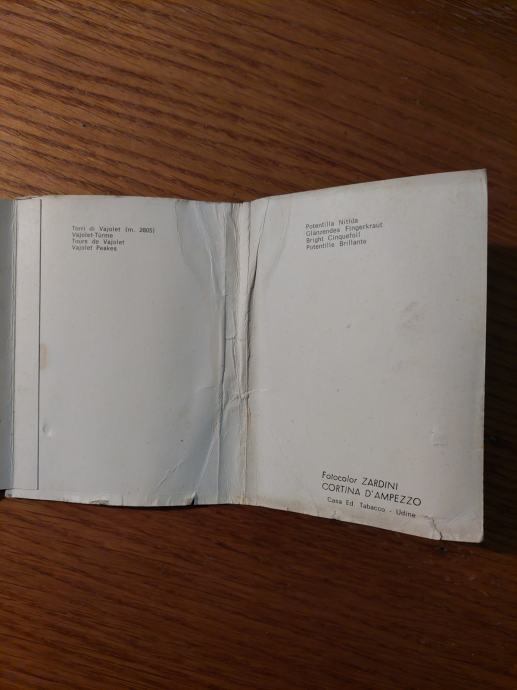 Torri di Vajolet (m. 2805)
Vajolet-Türme
Tours de Vajolet
Vajolet Peakes
Potentilla Nitida
Glänzendes Fingerkraut
Bright Cinquefoil
Potentille Brillante
Fotocolor ZARDINI
CORTINA D'AMPEZZO
Casa Ed. Tabacco - Udine